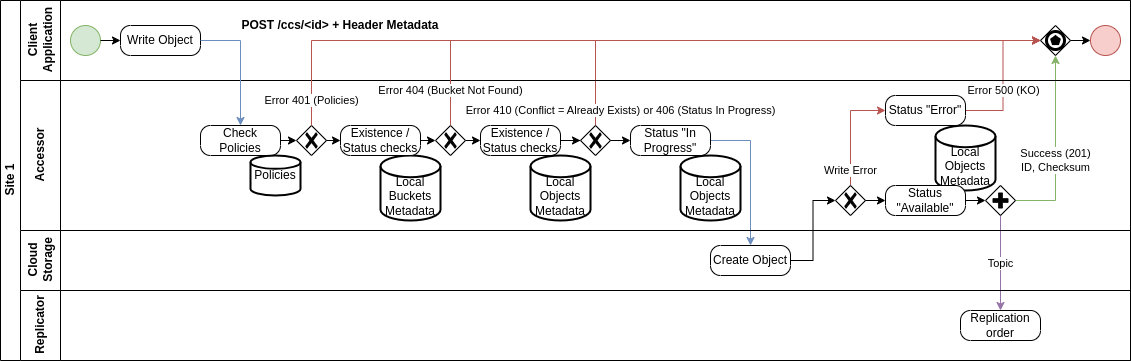 Site 1
Client
Application
Write Object
POST /ccs/<id> + Header Metadata
Accessor
Error 401 (Policies)
Error 404 (Bucket Not Found)
Error 410 (Conflict = Already Exists) or 406 (Status In Progress)
Error 500 (KO)
Check
Policies
Policies
Existence /
Status checks
Local
Buckets
Metadata
Existence /
Status checks
Local
Objects
Metadata
Status "In
Progress"
Local
Objects
Metadata
Write Error
Status "Error"
Local
Objects
Metadata
Status
"Available"
Success (201)
ID, Checksum
Cloud
Storage
Create Object
Topic
Replicator
Replication
order